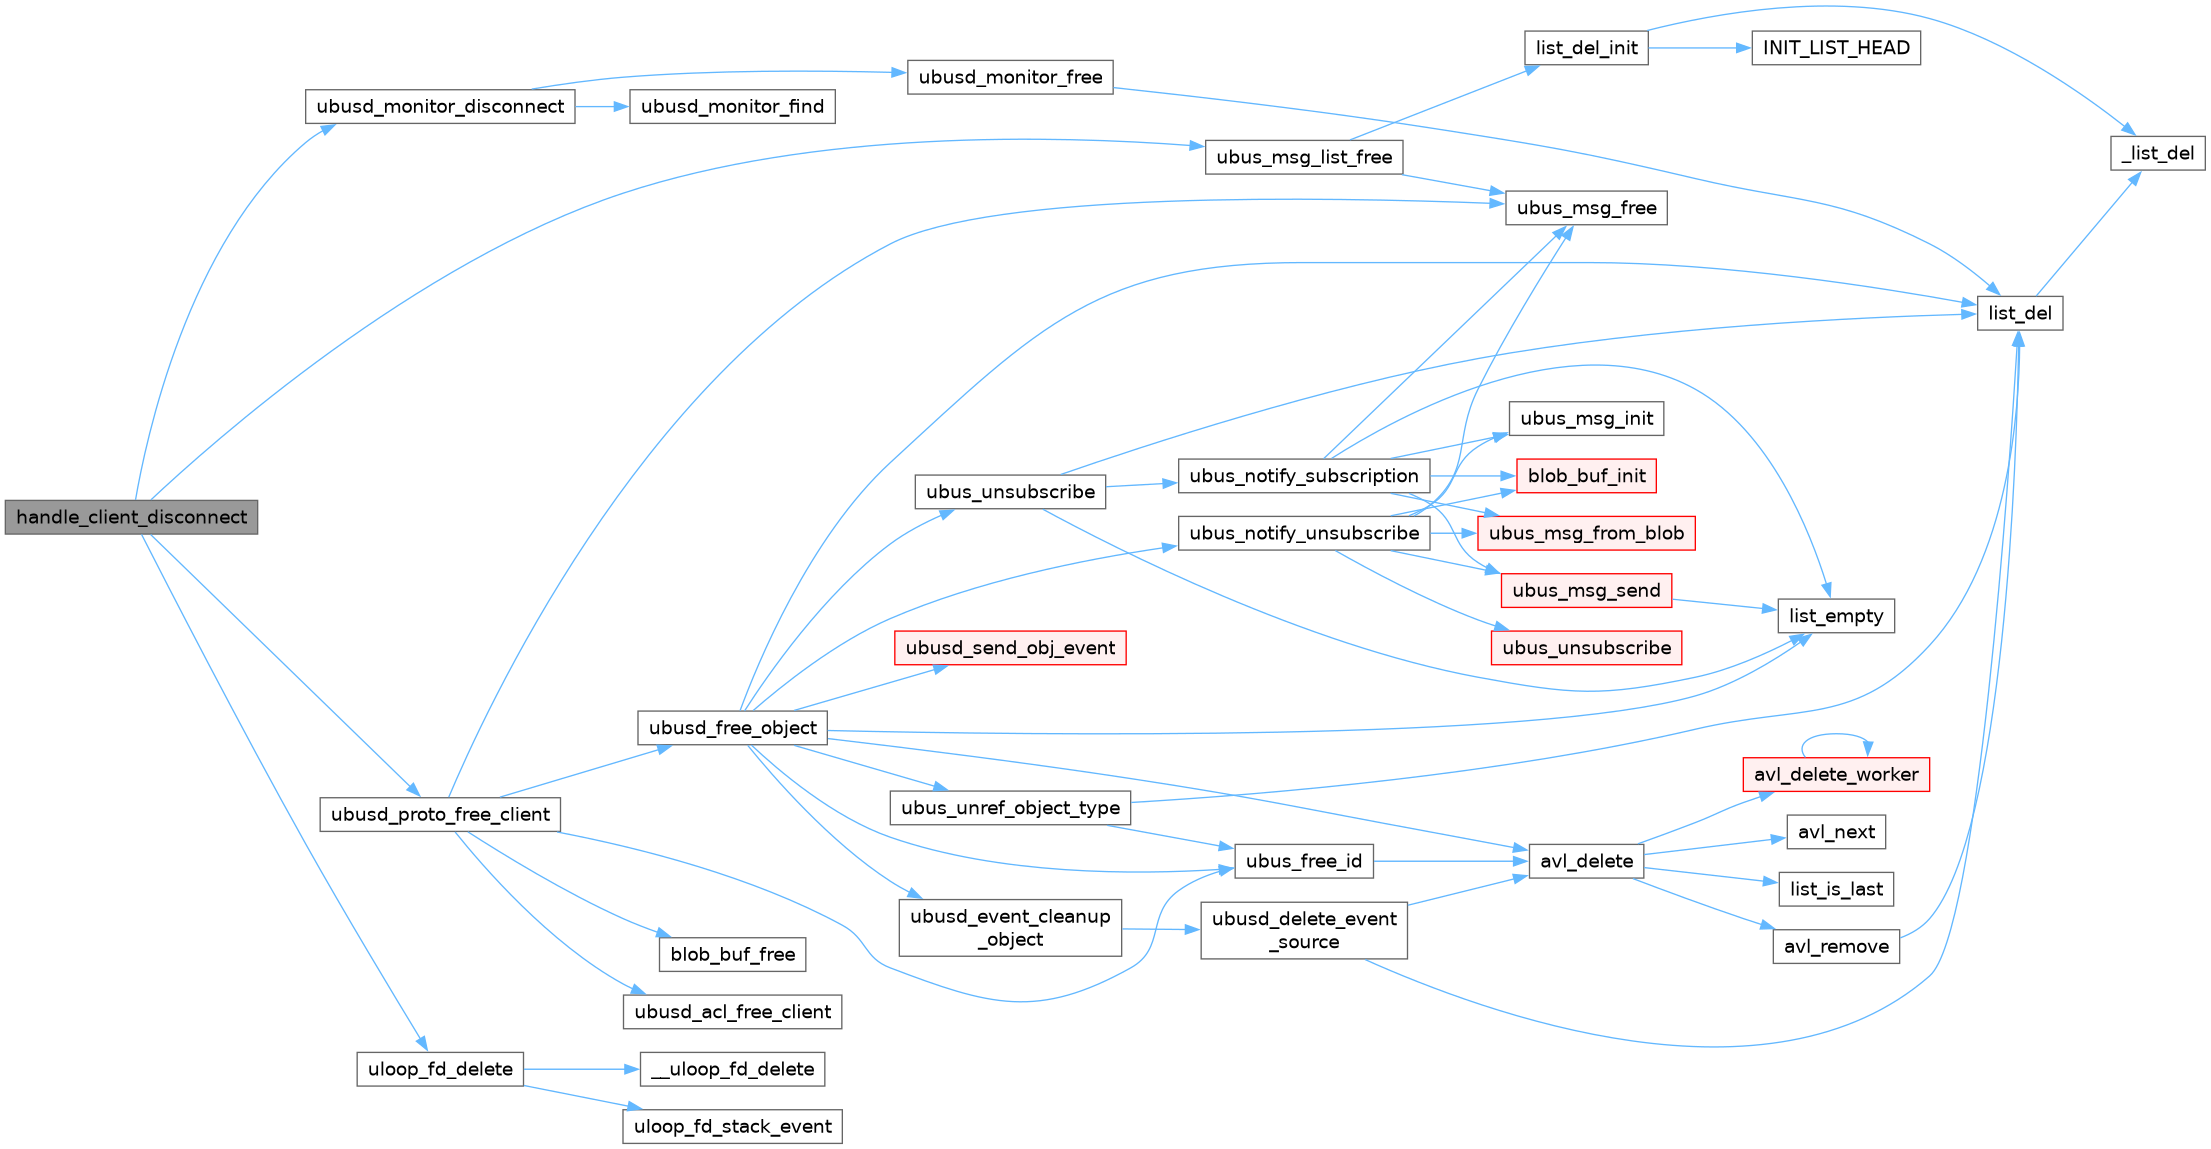 handle_client_disconnect
ubusd_monitor_disconnect
ubusd_monitor_free
ubusd_monitor_find
ubus_msg_list_free
list_del_init
INIT_LIST_HEAD
_list_del
ubus_msg_free
list_del
ubus_msg_init
ubus_unsubscribe
ubus_notify_subscription
blob_buf_init
ubus_notify_unsubscribe
ubus_msg_from_blob
ubus_msg_send
list_empty
ubusd_send_obj_event
ubus_unsubscribe
ubusd_free_object
avl_delete_worker
ubusd_proto_free_client
ubus_unref_object_type
avl_next
ubus_free_id
avl_delete
list_is_last
ubusd_event_cleanup
_object
ubusd_delete_event
_source
avl_remove
blob_buf_free
ubusd_acl_free_client
uloop_fd_delete
__uloop_fd_delete
uloop_fd_stack_event